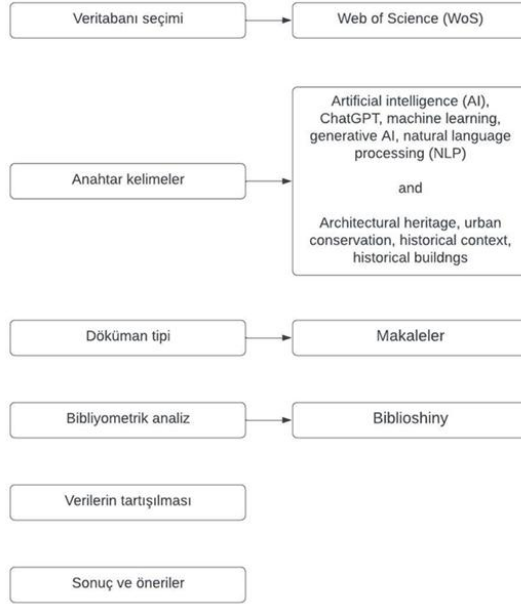 Veritabanı seçimi
Web of Science (WoS)
Anahtar kelimeler
Artificial intelligence (AI),
ChatGPT, machine learning,
generative AI, natural language
processing (NLP)
and
Architectural heritage, urban
conservation, historical context,
historical buildngs
Döküman tipi
Makaleler
Bibliyometrik analiz
Biblioshiny
Verilerin tartışılması
Sonuç ve öneriler